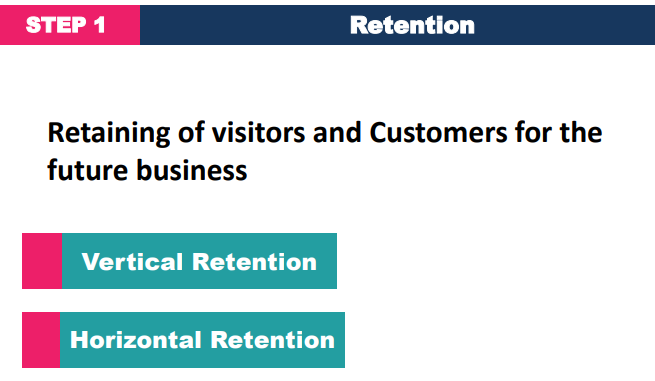 STEP 1
Retention
Retaining of visitors and Customers for the
future business
Vertical Retention
Horizontal Retention